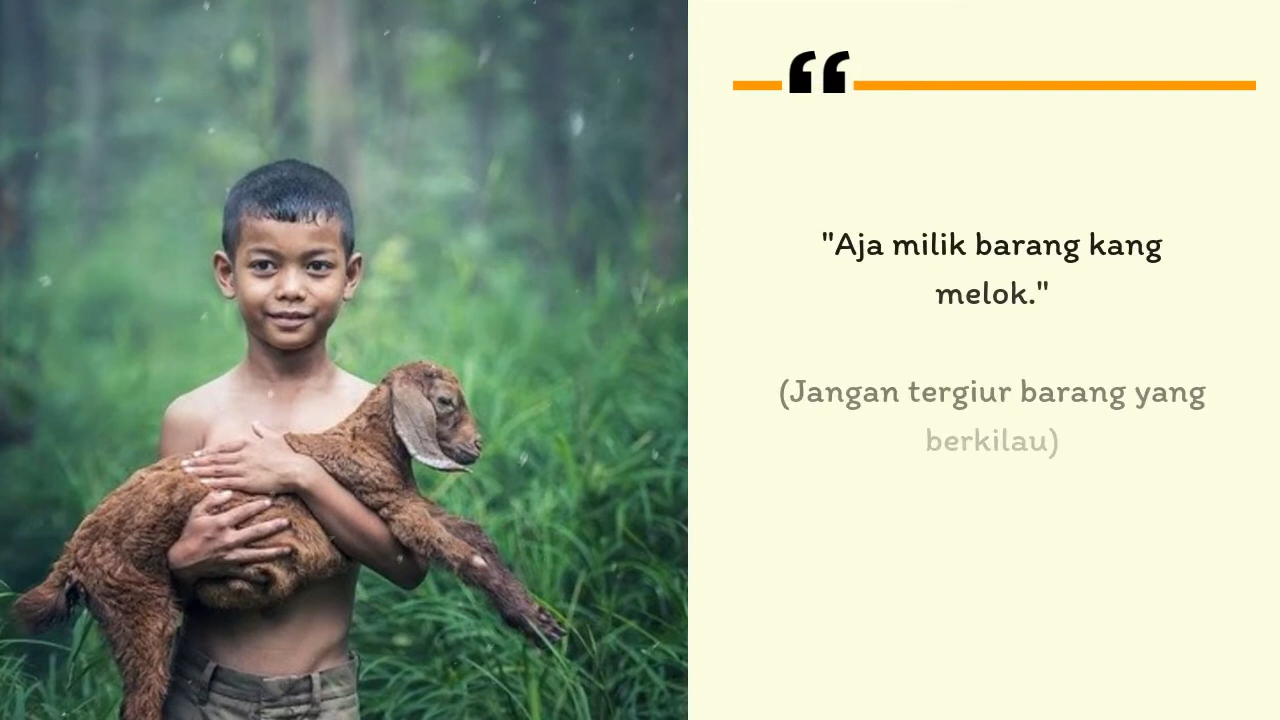 "Aja milik barang kang
melok."
(Jangan tergiur barang yang
berkilau)